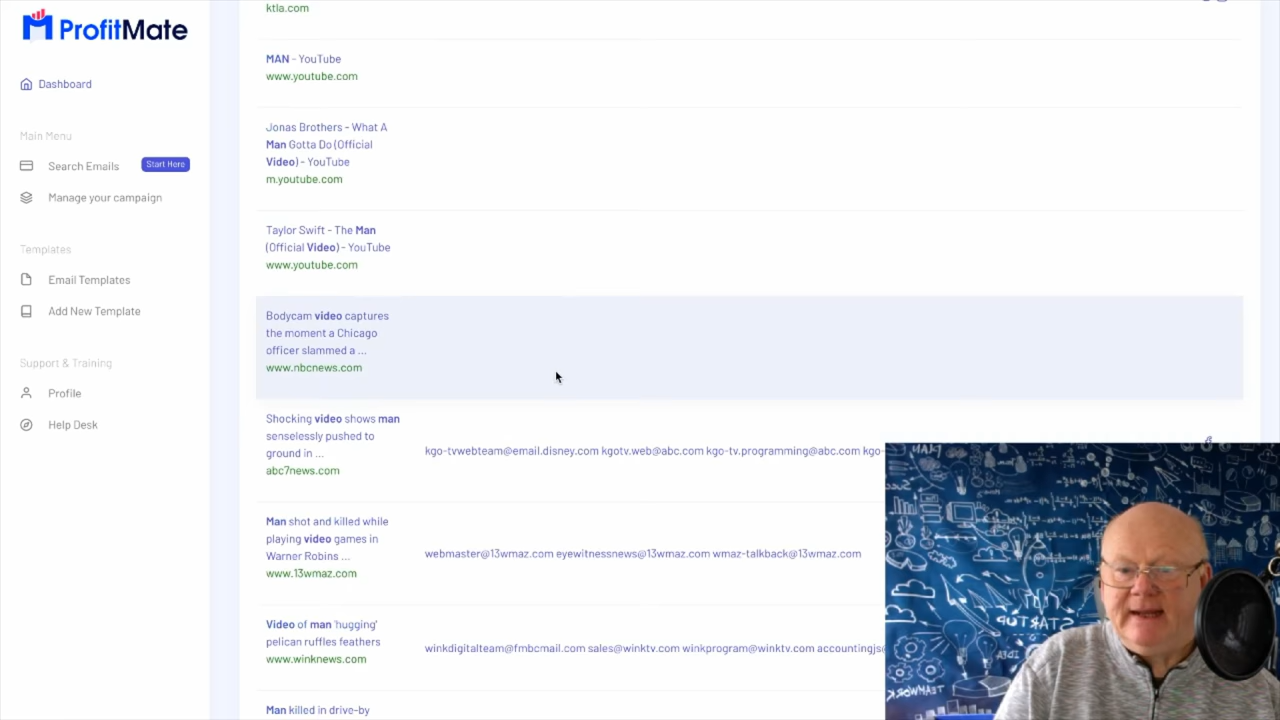 ProfitMate
Dashboard
Main Menu
Search Emails
Start Here
Manage your campaign
Templates
Email Templates
Add New Template
Support & Training
Profile
Help Desk
ktla.com
MAN - YouTube
www.youtube.com
Jonas Brothers - What A
Man Gotta Do (Official
Video) - YouTube
m.youtube.com
Taylor Swift - The Man
(Official Video) - YouTube
www.youtube.com
Bodycam video captures
the moment a Chicago
officer slammed a ...
www.nbcnews.com
Shocking video shows man
senselessly pushed to
ground in ...
abc7news.com
kgo-tvwebteam@email.disney.com kgotv.web@abc.com kgo-tv.programming@abc.com kgo-
Man shot and killed while
playing video games in
Warner Robins ...
www.13wmaz.com
webmaster@13wmaz.com eyewitnessnews@13wmaz.com wmaz-talkback@13wmaz.com
Video of man 'hugging'
pelican ruffles feathers
www.winknews.com
winkdigitalteam@fmbcmail.com sales@winktv.com winkprogram@winktv.com accountingjs@
Man killed in drive-by
PLAN
START UP
IDEA
TEAMWORK